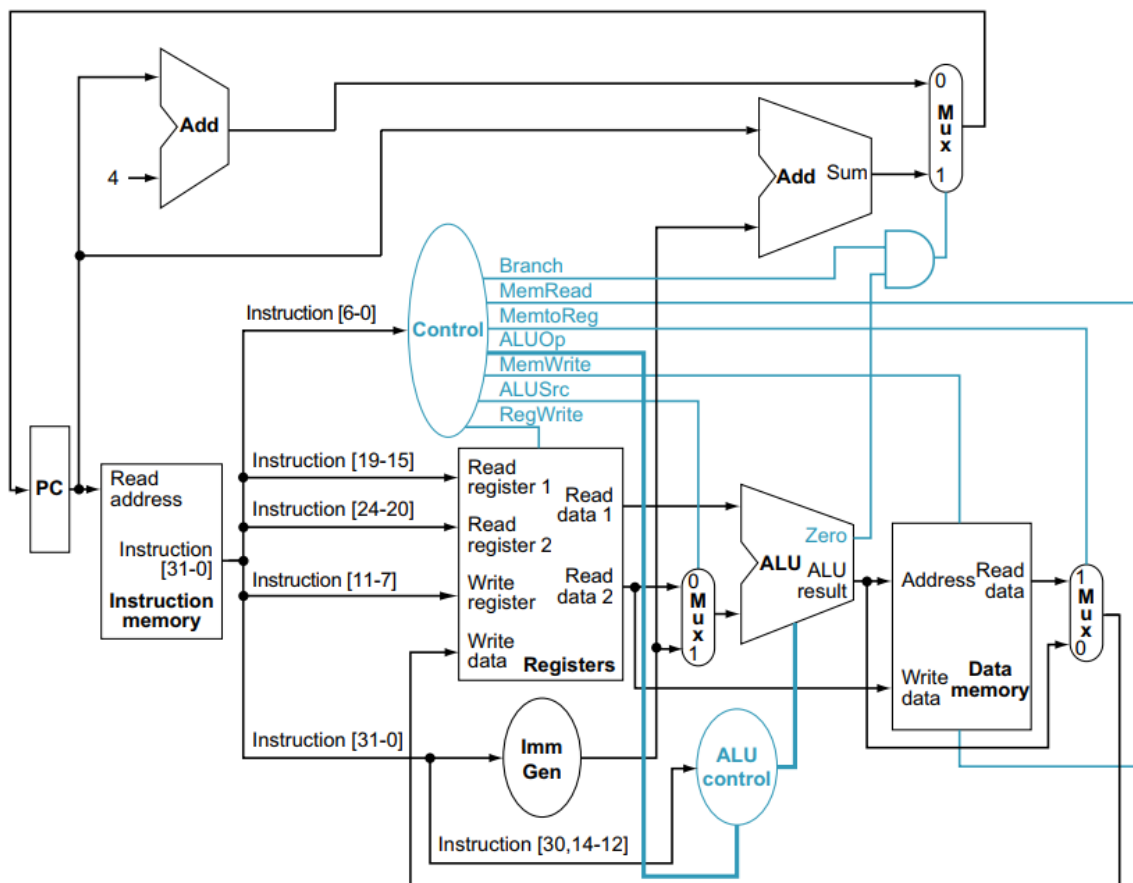 0
M
u
x
1
Add
4
Add
Sum
Branch
MemRead
MemtoReg
ALUOp
MemWrite
ALUSrc
RegWrite
Instruction [6-0]
Control
PC
Read
address
Instruction
[31-0]
Instruction
memory
Instruction [19-15]
Instruction [24-20]
Instruction [11-7]
Read
register 1
Read
register 2
Write
register
Write
data
Read
data 1
Read
data 2
Registers
0
M
u
x
1
Zero
ALU
ALU
result
Address
Read
data
Write
data
Data
memory
1
M
u
x
0
Instruction [31-0]
Imm
Gen
ALU
control
Instruction [30,14-12]